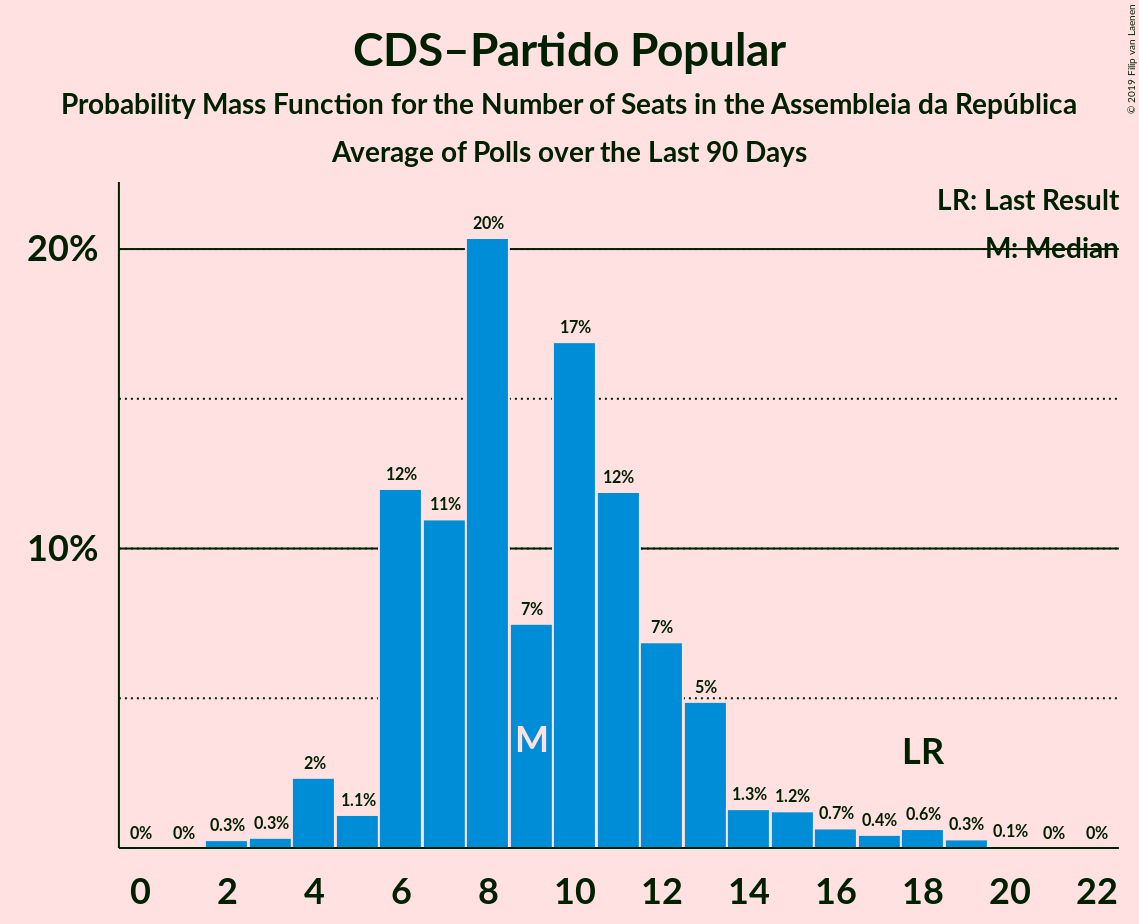 CDS–Partido Popular
Probability Mass Function for the Number of Seats in the Assembleia da República
Average of Polls over the Last 90 Days
© 2019 Filip van Laenen
LR: Last Result
M: Median
20%
10%
0% 0% 0.3% 0.3% 2% 1.1% 12% 11% 20% 7% 17% 12% 7% 5% 1.3% 1.2% 0.7% 0.4% 0.6% 0.3% 0.1% 0% 0%
M
LR
0 2 4 6 8 10 12 14 16 18 20 22